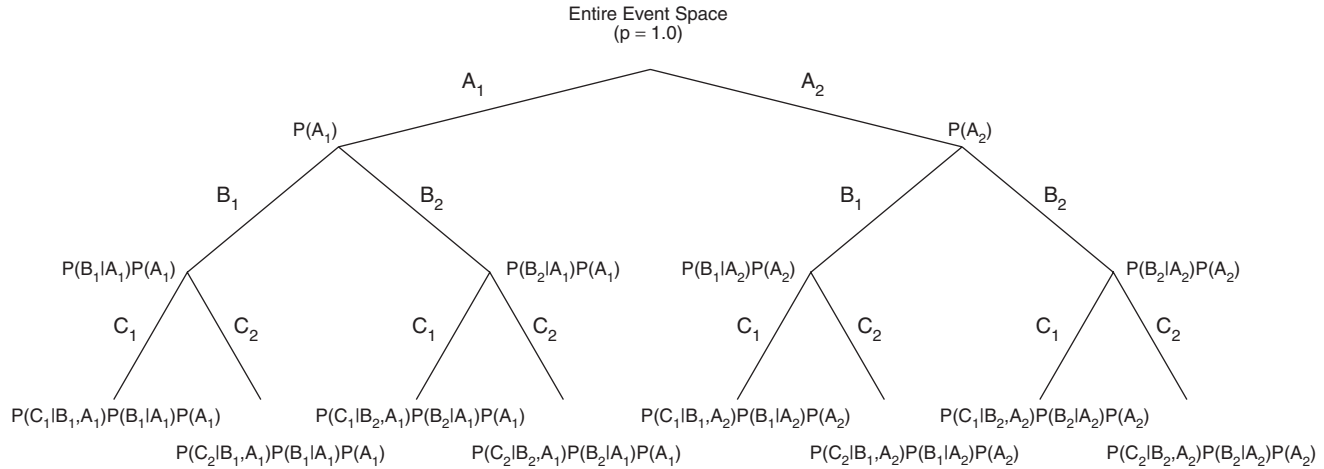 Entire Event Space
(p = 1.0)
A₁
A₂
P(A₁)
P(A₂)
B₁
B₂
B₁
B₂
P(B₁|A₁)P(A₁)
P(B₂|A₁)P(A₁)
P(B₁|A₂)P(A₂)
P(B₂|A₂)P(A₂)
C₁
C₂
C₁
C₂
C₁
C₂
C₁
C₂
P(C₁|B₁,A₁)P(B₁|A₁)P(A₁)
P(C₁|B₂,A₁)P(B₂|A₁)P(A₁)
P(C₁|B₁,A₂)P(B₁|A₂)P(A₂)
P(C₁|B₂,A₂)P(B₂|A₂)P(A₂)
P(C₂|B₁,A₁)P(B₁|A₁)P(A₁)
P(C₂|B₂,A₁)P(B₂|A₁)P(A₁)
P(C₂|B₁,A₂)P(B₁|A₂)P(A₂)
P(C₂|B₂,A₂)P(B₂|A₂)P(A₂)